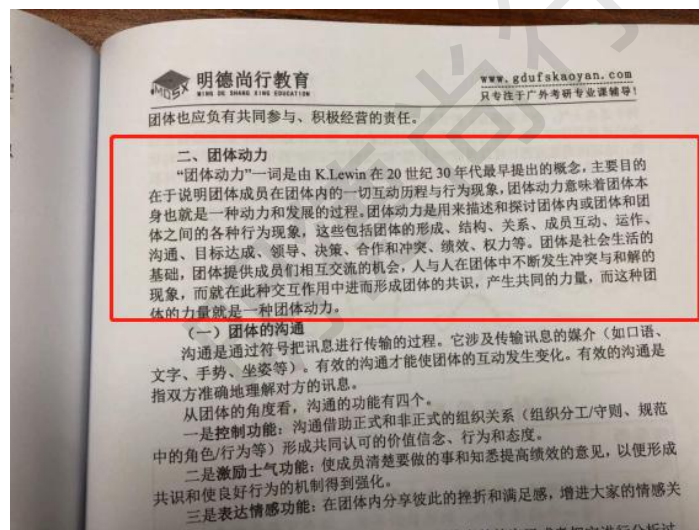 明德尚行教育
MING DE SHANG XING EDUCATION
www.gdufskaoyan.com
只专注于广外考研专业课辅导!
团体也应负有共同参与、积极经营的责任。
二、团体动力
“团体动力”一词是由 K.Lewin 在 20 世纪 30 年代最早提出的概念，主要目的
在于说明团体成员在团体内的一切互动历程与行为现象，团体动力意味着团体本
身也就是一种动力和发展的过程。团体动力是用来描述和探讨团体内或团体和团
体之间的各种行为现象，这些包括团体的形成、结构、关系、成员互动、运作、
沟通、目标达成、领导、决策、合作和冲突、绩效、权力等。团体是社会生活的
基础，团体提供成员们相互交流的机会，人与人在团体中不断发生冲突与和解的
现象，而就在此种交互作用中进而形成团体的共识，产生共同的力量，而这种团
体的力量就是一种团体动力。
（一）团体的沟通
沟通是通过符号把讯息进行传输的过程。它涉及传输讯息的媒介（如口语、
文字、手势、坐姿等）。有效的沟通才能使团体的互动发生变化。有效的沟通是
指双方准确地理解对方的讯息。
从团体的角度看，沟通的功能有四个。
一是控制功能：沟通借助正式和非正式的组织关系（组织分工/守则、规范
中的角色/行为等）形成共同认可的价值信念、行为和态度。
二是激励士气功能：使成员清楚要做的事和知悉提高绩效的意见，以便形成
共识和使良好行为的机制得到强化。
三是表达情感功能：在团体内分享彼此的挫折和满足感，增进大家的情感关